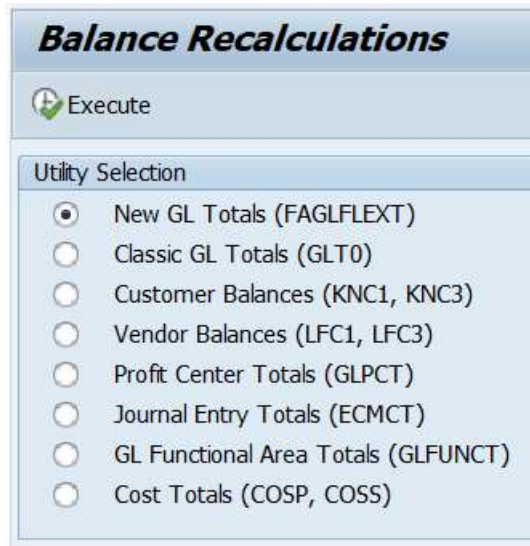 Balance Recalculations
Execute
Utility Selection
New GL Totals (FAGLFLEXT)
Classic GL Totals (GLT0)
Customer Balances (KNC1, KNC3)
Vendor Balances (LFC1, LFC3)
Profit Center Totals (GLPCT)
Journal Entry Totals (ECMCT)
GL Functional Area Totals (GLFUNCT)
Cost Totals (COSP, COSS)